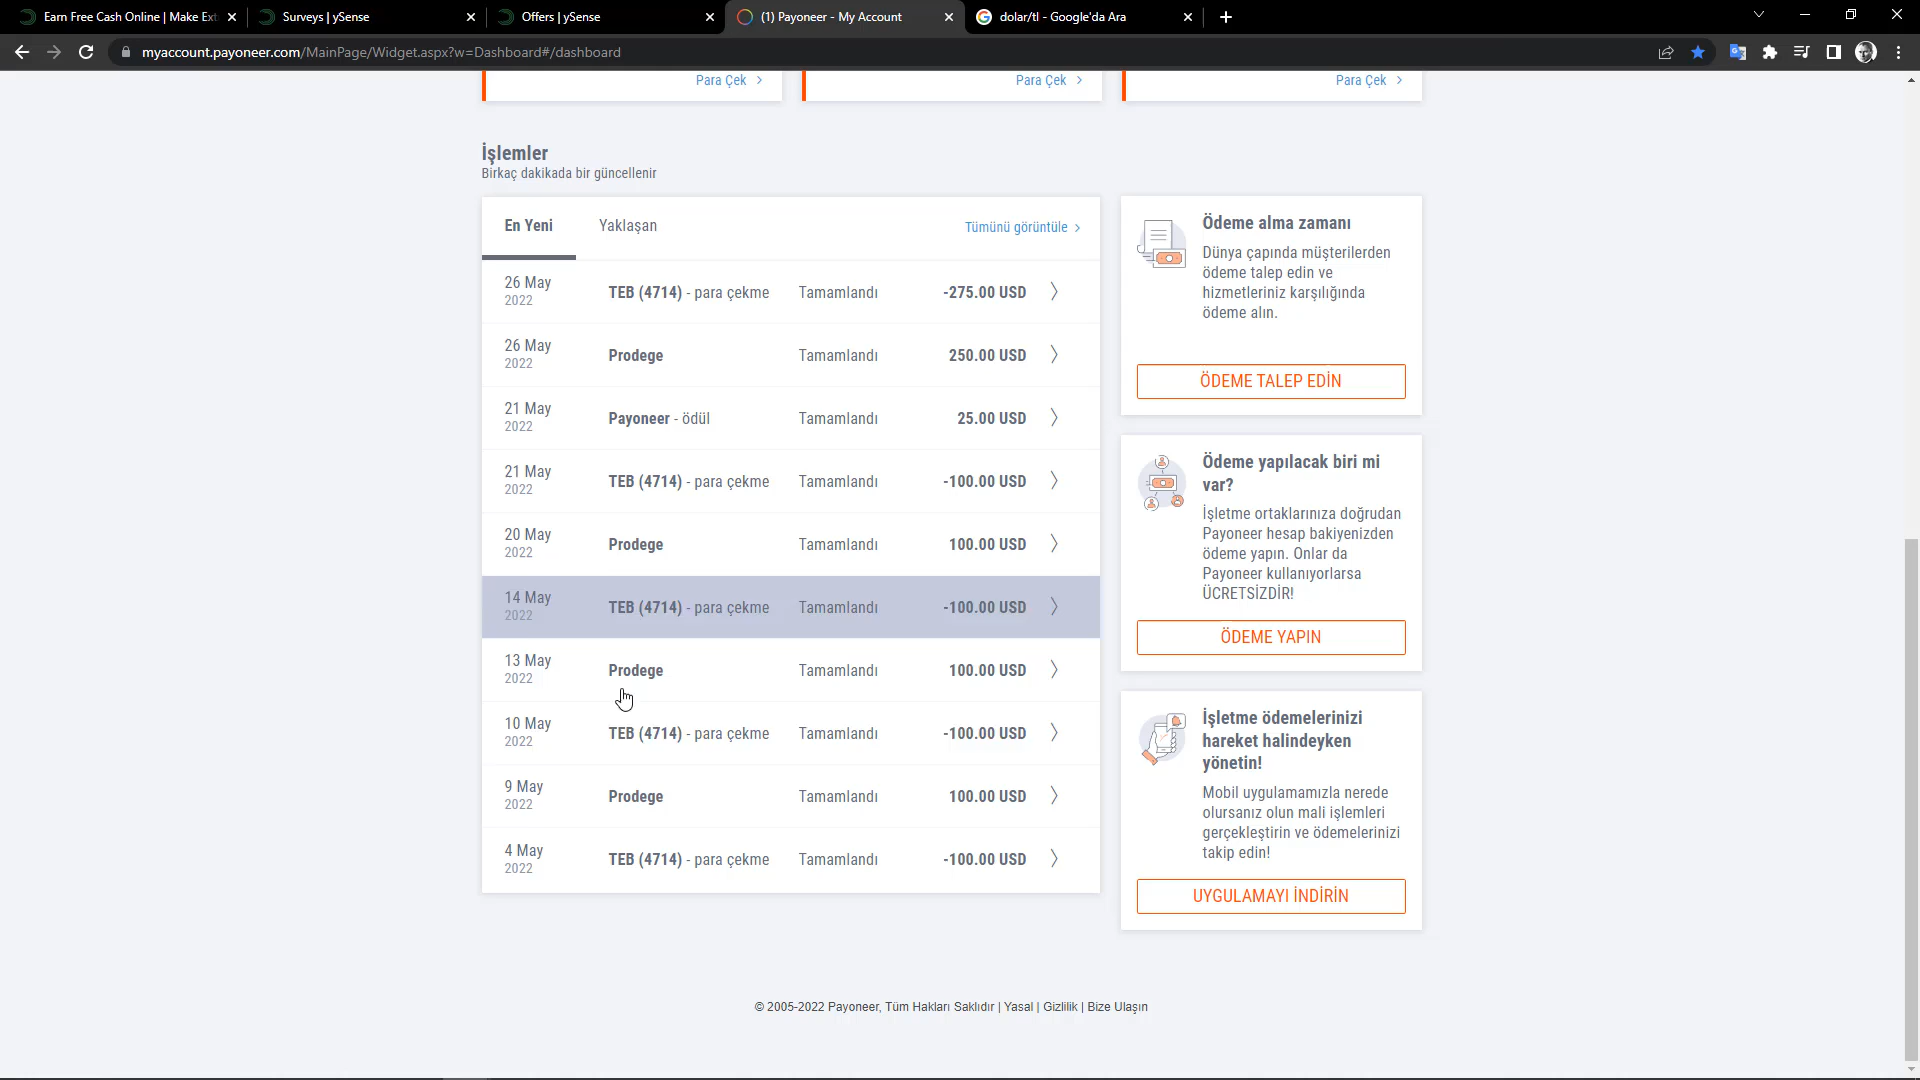 Earn Free Cash Online | Make Ext
Surveys | ySense
Offers | ySense
(1) Payoneer - My Account
dolar/tl - Google'da Ara
myaccount.payoneer.com/MainPage/Widget.aspx?w=Dashboard#/dashboard
Para Çek
Para Çek
Para Çek
İşlemler
Birkaç dakikada bir güncellenir
En Yeni
Yaklaşan
Tümünü görüntüle
26 May
2022
TEB (4714) - para çekme
Tamamlandı
-275.00 USD
26 May
2022
Prodege
Tamamlandı
250.00 USD
21 May
2022
Payoneer - ödül
Tamamlandı
25.00 USD
21 May
2022
TEB (4714) - para çekme
Tamamlandı
-100.00 USD
20 May
2022
Prodege
Tamamlandı
100.00 USD
14 May
2022
TEB (4714) - para çekme
Tamamlandı
-100.00 USD
13 May
2022
Prodege
Tamamlandı
100.00 USD
10 May
2022
TEB (4714) - para çekme
Tamamlandı
-100.00 USD
9 May
2022
Prodege
Tamamlandı
100.00 USD
4 May
2022
TEB (4714) - para çekme
Tamamlandı
-100.00 USD
Ödeme alma zamanı
Dünya çapında müşterilerden
ödeme talep edin ve
hizmetleriniz karşılığında
ödeme alın.
ÖDEME TALEP EDİN
Ödeme yapılacak biri mi
var?
İşletme ortaklarınıza doğrudan
Payoneer hesap bakiyenizden
ödeme yapın. Onlar da
Payoneer kullanıyorlarsa
ÜCRETSİZDİR!
ÖDEME YAPIN
İşletme ödemelerinizi
hareket halindeyken
yönetin!
Mobil uygulamamızla nerede
olursanız olun mali işlemleri
gerçekleştirin ve ödemelerinizi
takip edin!
UYGULAMAYI İNDİRİN
© 2005-2022 Payoneer, Tüm Hakları Saklıdır | Yasal | Gizlilik | Bize Ulaşın